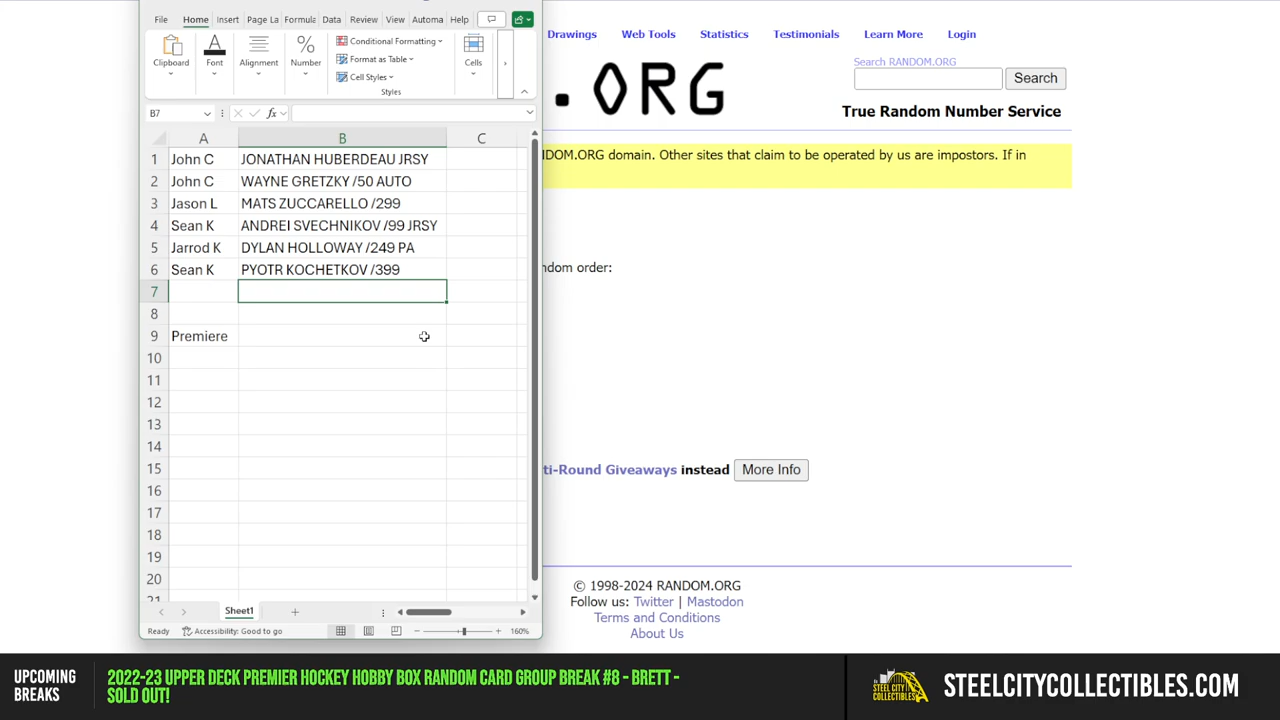 File Home Insert Page La Formula Data Review View Automa Help
Clipboard
Font
Alignment
Number
Conditional Formatting
Format as Table
Cell Styles
Cells
Styles
B7
fx
A B C
1 John C JONATHAN HUBERDEAU JRSY
2 John C WAYNE GRETZKY /50 AUTO
3 Jason L MATS ZUCCARELLO /299
4 Sean K ANDREI SVECHNIKOV /99 JRSY
5 Jarrod K DYLAN HOLLOWAY /249 PA
6 Sean K PYOTR KOCHETKOV /399
7
8
9 Premiere
10
11
12
13
14
15
16
17
18
19
20
21
Sheet1
Ready Accessibility: Good to go 160%
Drawings Web Tools Statistics Testimonials Learn More Login
.ORG
Search RANDOM.ORG
Search
True Random Number Service
DOM.ORG domain. Other sites that claim to be operated by us are impostors. If in
ndom order:
ti-Round Giveaways instead More Info
© 1998-2024 RANDOM.ORG
Follow us: Twitter | Mastodon
Terms and Conditions
About Us
UPCOMING
BREAKS
2022-23 UPPER DECK PREMIER HOCKEY HOBBY BOX RANDOM CARD GROUP BREAK #8 - BRETT -
SOLD OUT!
STEEL CITY
COLLECTIBLES
STEELCITYCOLLECTIBLES.COM